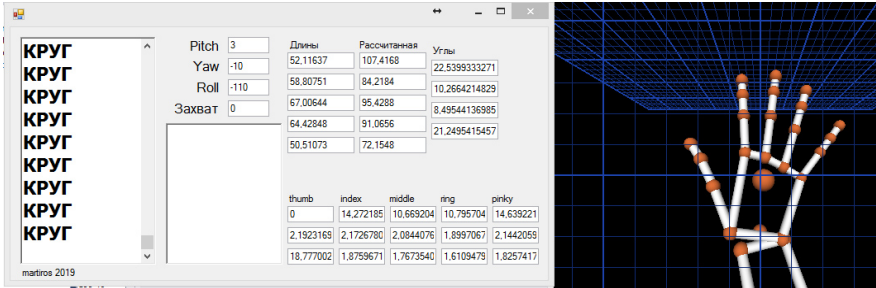 КРУГ
КРУГ
КРУГ
КРУГ
КРУГ
КРУГ
КРУГ
КРУГ
КРУГ
Pitch 3
Yaw -10
Roll -110
Захват 0
Длины Рассчитанная Углы
52,11637 107,4168 22,5399333271
58,80751 84,2184 10,2664214829
67,00644 95,4288 8,49544136985
64,42848 91,0656 21,2495415457
50,51073 72,1548
thumb index middle ring pinky
0 14,272185 10,669204 10,795704 14,639221
2,1923169 2,1726780 2,0844076 1,8997067 2,1442059
18,777002 1,8759671 1,7673540 1,6109479 1,8257417
martiros 2019